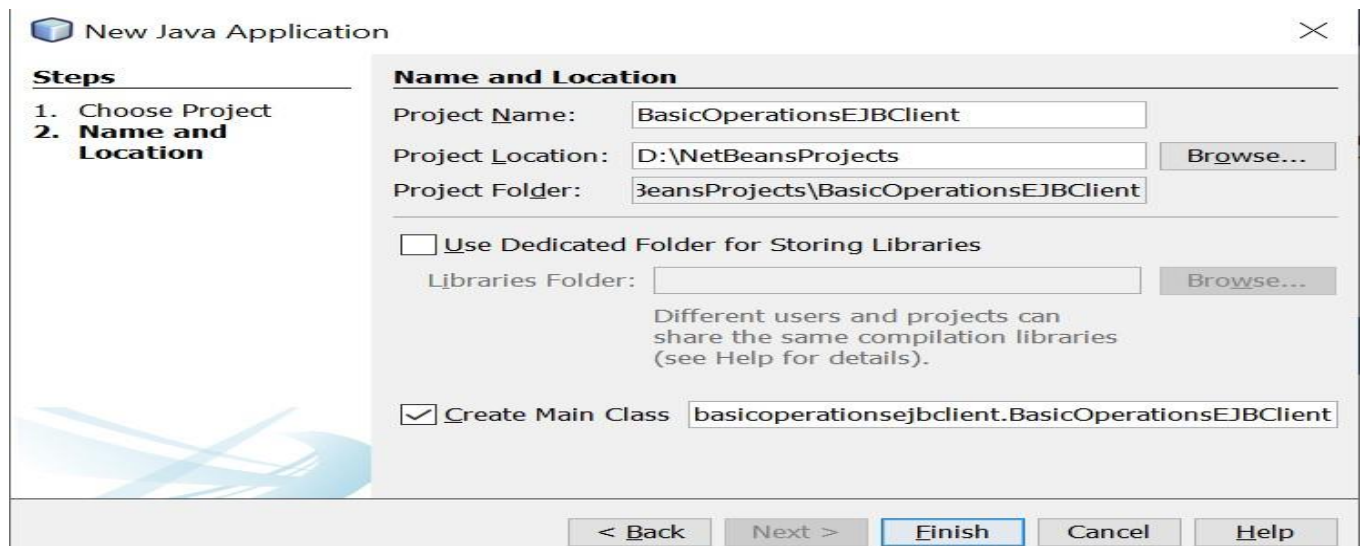 New Java Application
Steps
1. Choose Project
2. Name and
Location
Name and Location
Project Name: BasicOperationsEJBClient
Project Location: D:\NetBeansProjects Browse...
Project Folder: BeansProjects\BasicOperationsEJBClient
Use Dedicated Folder for Storing Libraries
Libraries Folder: Browse...
Different users and projects can
share the same compilation libraries
(see Help for details).
Create Main Class basicoperationsejbclient.BasicOperationsEJBClient
< Back Next > Finish Cancel Help